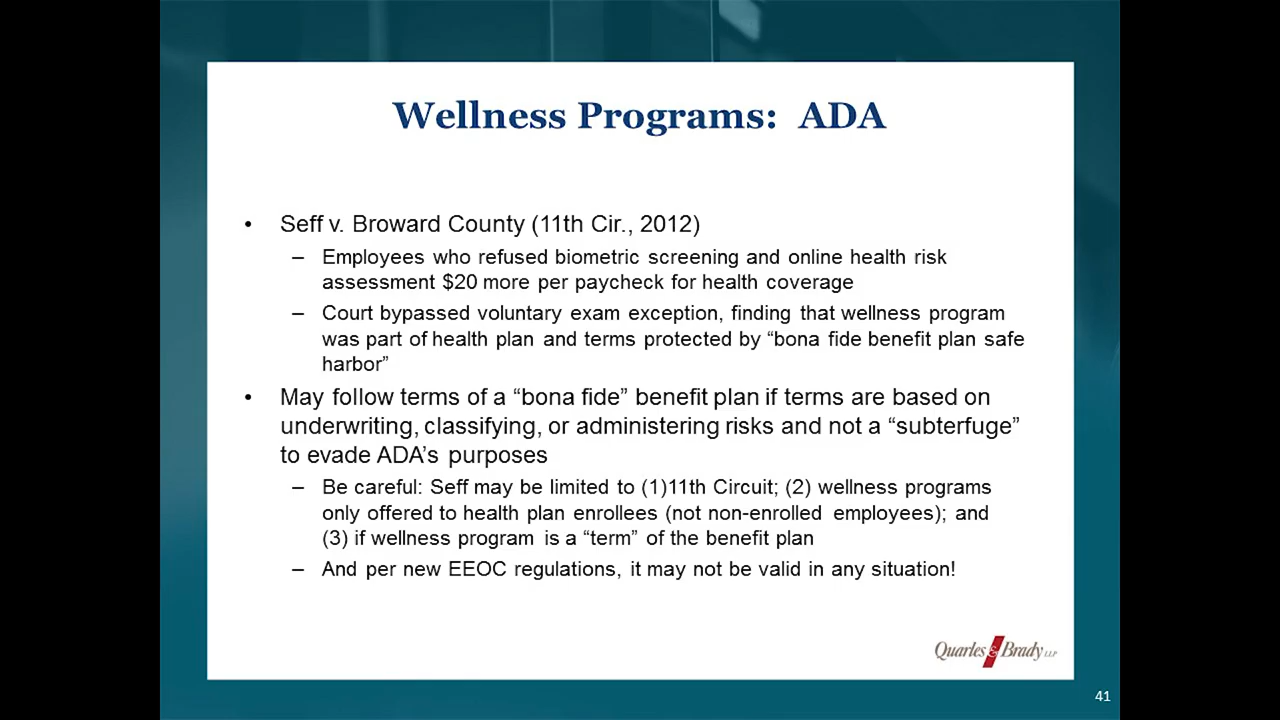 Wellness Programs: ADA
• Seff v. Broward County (11th Cir., 2012)
– Employees who refused biometric screening and online health risk
assessment $20 more per paycheck for health coverage
– Court bypassed voluntary exam exception, finding that wellness program
was part of health plan and terms protected by “bona fide benefit plan safe
harbor”
• May follow terms of a “bona fide” benefit plan if terms are based on
underwriting, classifying, or administering risks and not a “subterfuge”
to evade ADA’s purposes
– Be careful: Seff may be limited to (1)11th Circuit; (2) wellness programs
only offered to health plan enrollees (not non-enrolled employees); and
(3) if wellness program is a “term” of the benefit plan
– And per new EEOC regulations, it may not be valid in any situation!
Quarles & Brady LLP
41